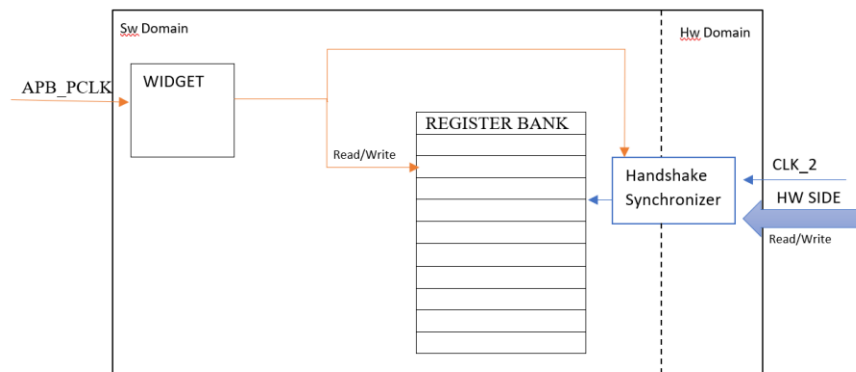 Sw Domain
Hw Domain
APB_PCLK
WIDGET
REGISTER BANK
Read/Write
Handshake
Synchronizer
CLK_2
HW SIDE
Read/Write